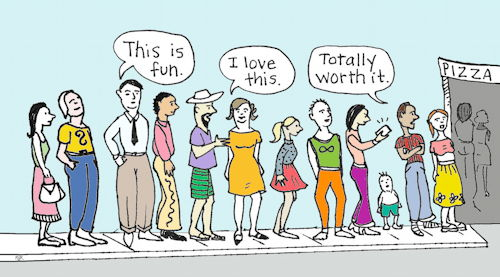 This is
fun.
I love
this.
Totally
worth it.
PIZZA